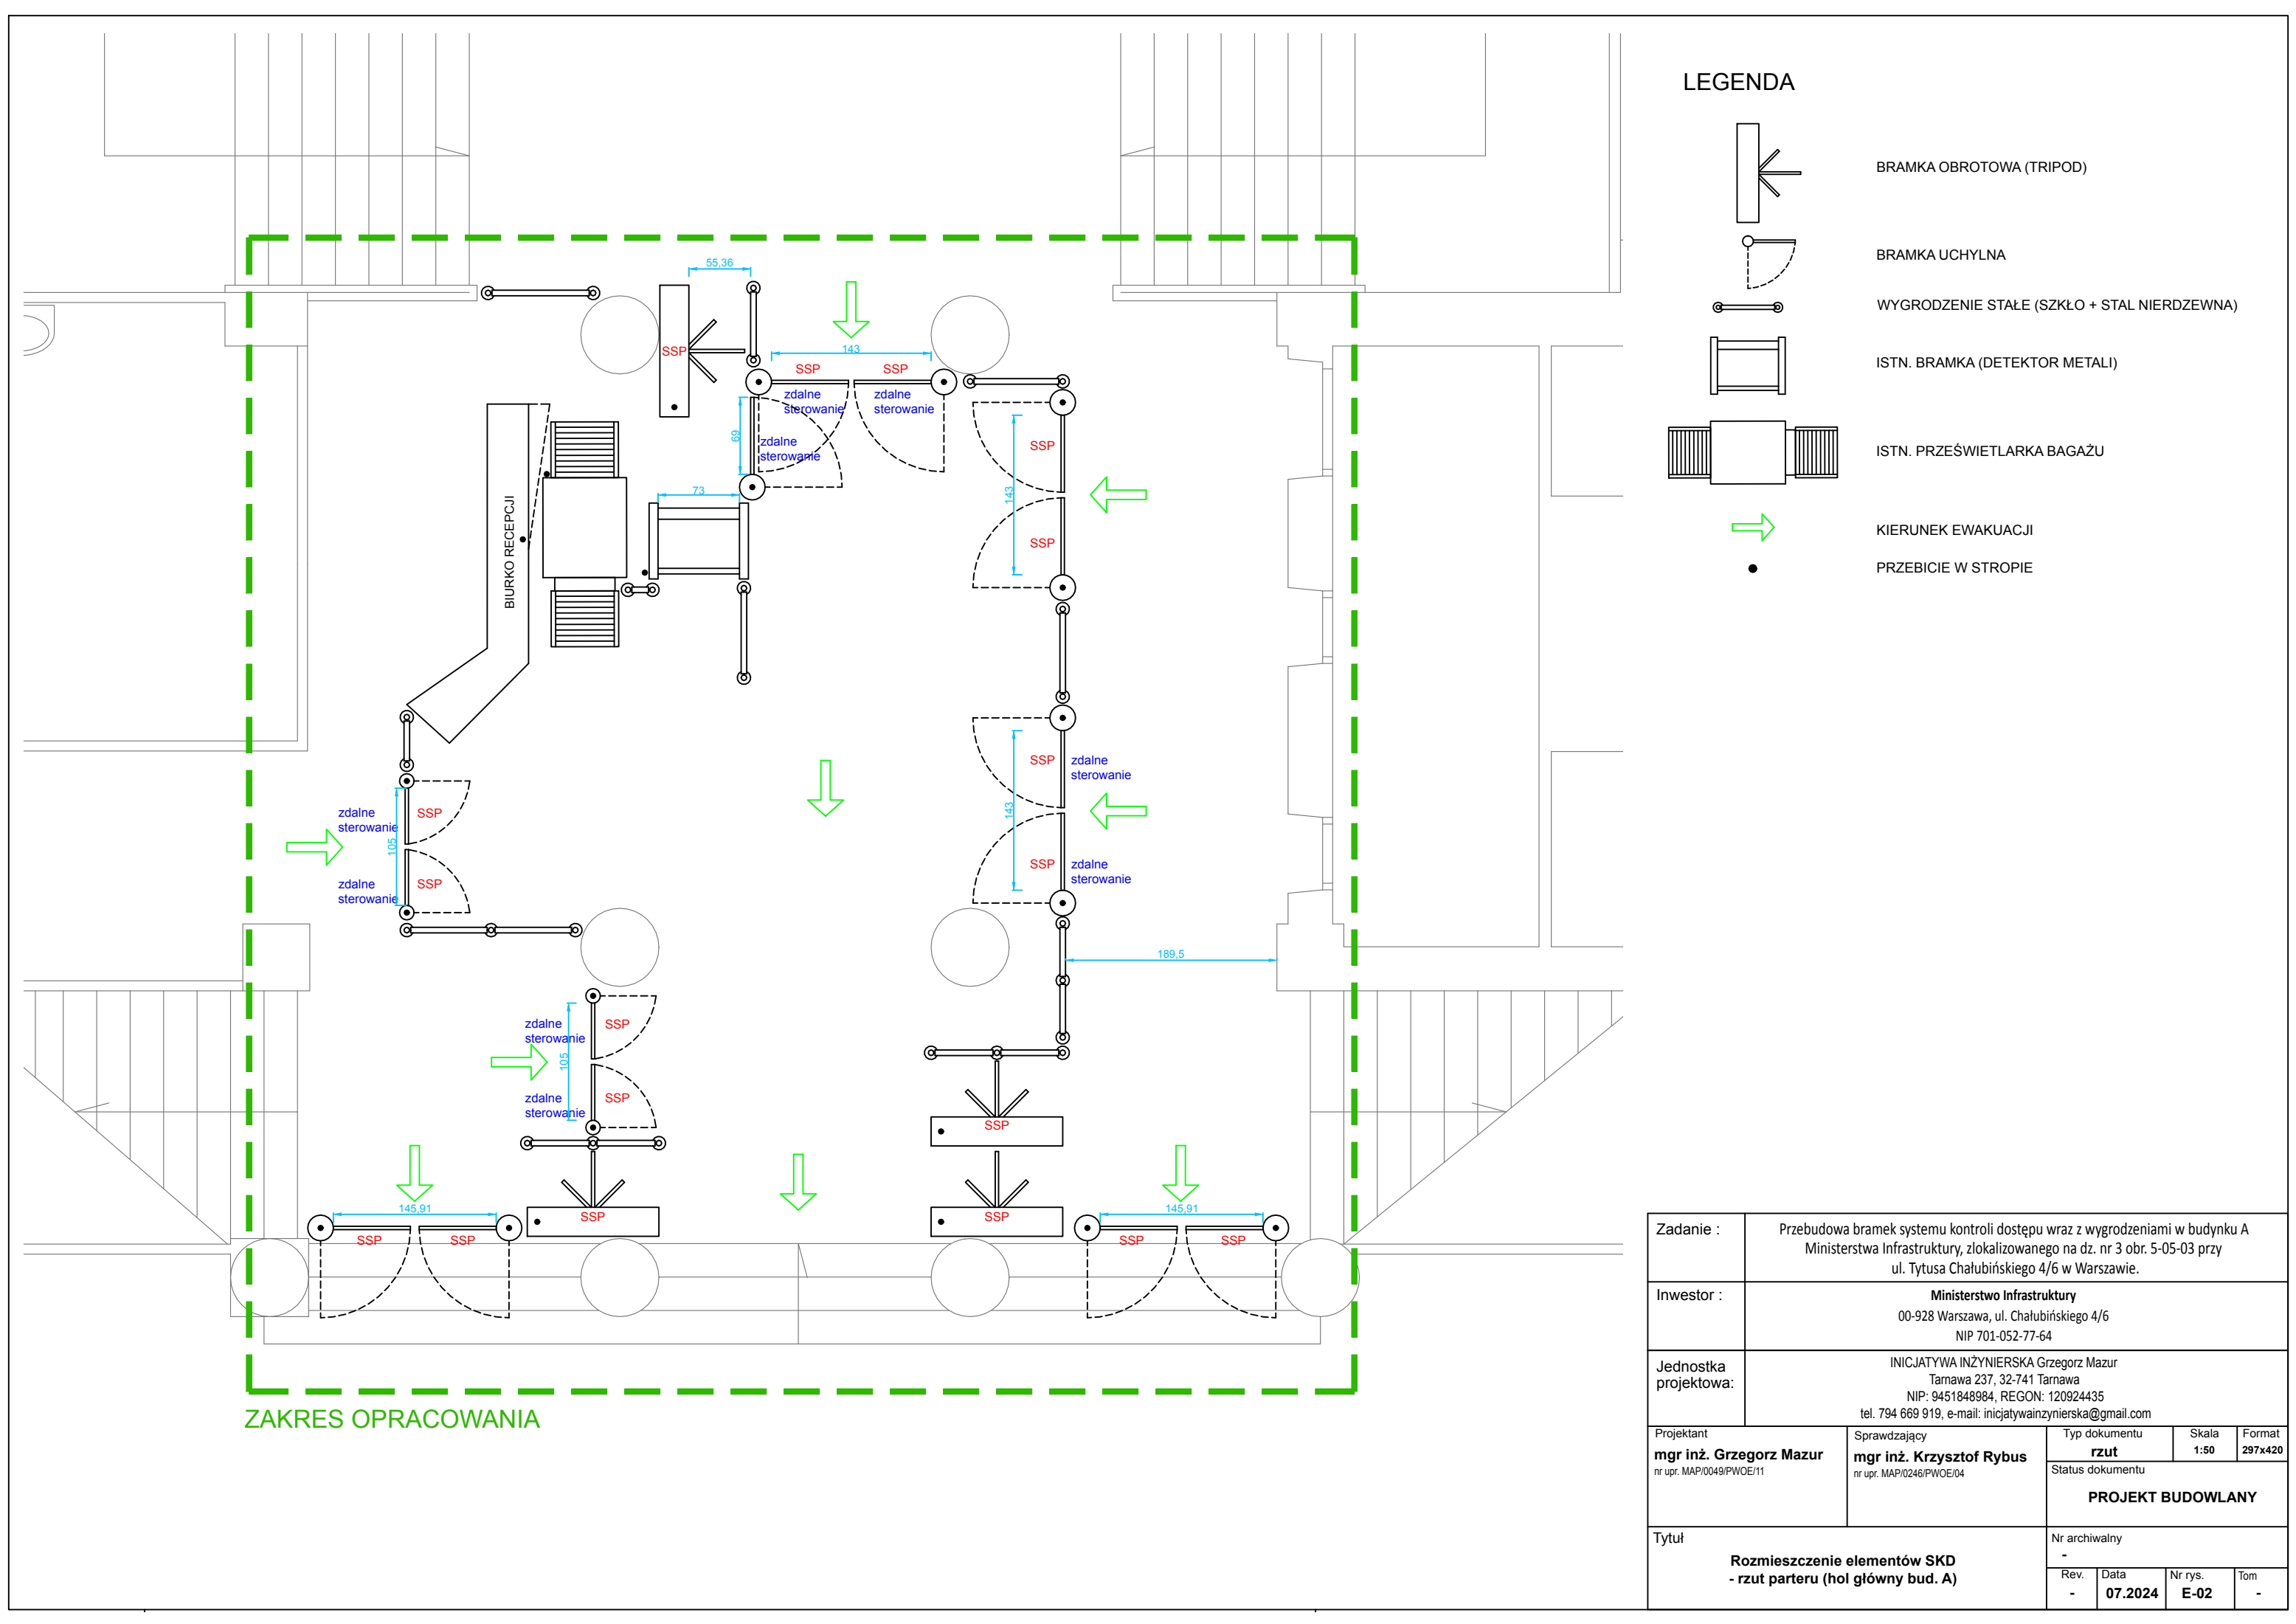 LEGENDA
BRAMKA OBROTOWA (TRIPOD)
BRAMKA UCHYLNA
WYGRODZENIE STAŁE (SZKŁO + STAL NIERDZEWNA)
ISTN. BRAMKA (DETEKTOR METALI)
ISTN. PRZEŚWIETLARKA BAGAŻU
KIERUNEK EWAKUACJI
PRZEBICIE W STROPIE
55,36
SSP
143
SSP
SSP
zdalne
sterowanie
zdalne
sterowanie
69
zdalne
sterowanie
73
BIURKO RECEPCJI
SSP
143
SSP
SSP
zdalne
sterowanie
143
SSP
zdalne
sterowanie
zdalne
sterowanie
SSP
105
zdalne
sterowanie
SSP
189,5
zdalne
sterowanie
SSP
105
zdalne
sterowanie
SSP
SSP
145,91
SSP
SSP
SSP
SSP
145,91
SSP
SSP
ZAKRES OPRACOWANIA
Zadanie :
Przebudowa bramek systemu kontroli dostępu wraz z wygrodzeniami w budynku A
Ministerstwa Infrastruktury, zlokalizowanego na dz. nr 3 obr. 5-05-03 przy
ul. Tytusa Chałubińskiego 4/6 w Warszawie.
Inwestor :
Ministerstwo Infrastruktury
00-928 Warszawa, ul. Chałubińskiego 4/6
NIP 701-052-77-64
Jednostka
projektowa:
INICJATYWA INŻYNIERSKA Grzegorz Mazur
Tarnawa 237, 32-741 Tarnawa
NIP: 9451848984, REGON: 120924435
tel. 794 669 919, e-mail: inicjatywainzynierska@gmail.com
Projektant
mgr inż. Grzegorz Mazur
nr upr. MAP/0049/PWOE/11
Sprawdzający
mgr inż. Krzysztof Rybus
nr upr. MAP/0246/PWOE/04
Typ dokumentu
rzut
Skala
1:50
Format
297x420
Status dokumentu
PROJEKT BUDOWLANY
Tytuł
Rozmieszczenie elementów SKD
- rzut parteru (hol główny bud. A)
Nr archiwalny
-
Rev.
-
Data
07.2024
Nr rys.
E-02
Tom
-